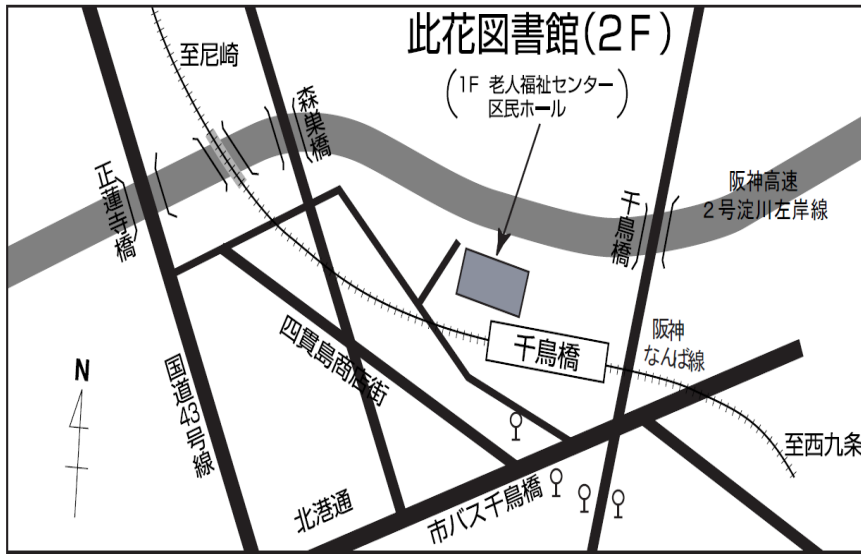 此花図書館(2F)
(1F 老人福祉センター
区民ホール)
至尼崎
森巣橋
正蓮寺橋
千鳥橋
阪神高速
2号淀川左岸線
四貫島商店街
千鳥橋
阪神
なんば線
N
国道43号線
至西九条
北港通
市バス千鳥橋